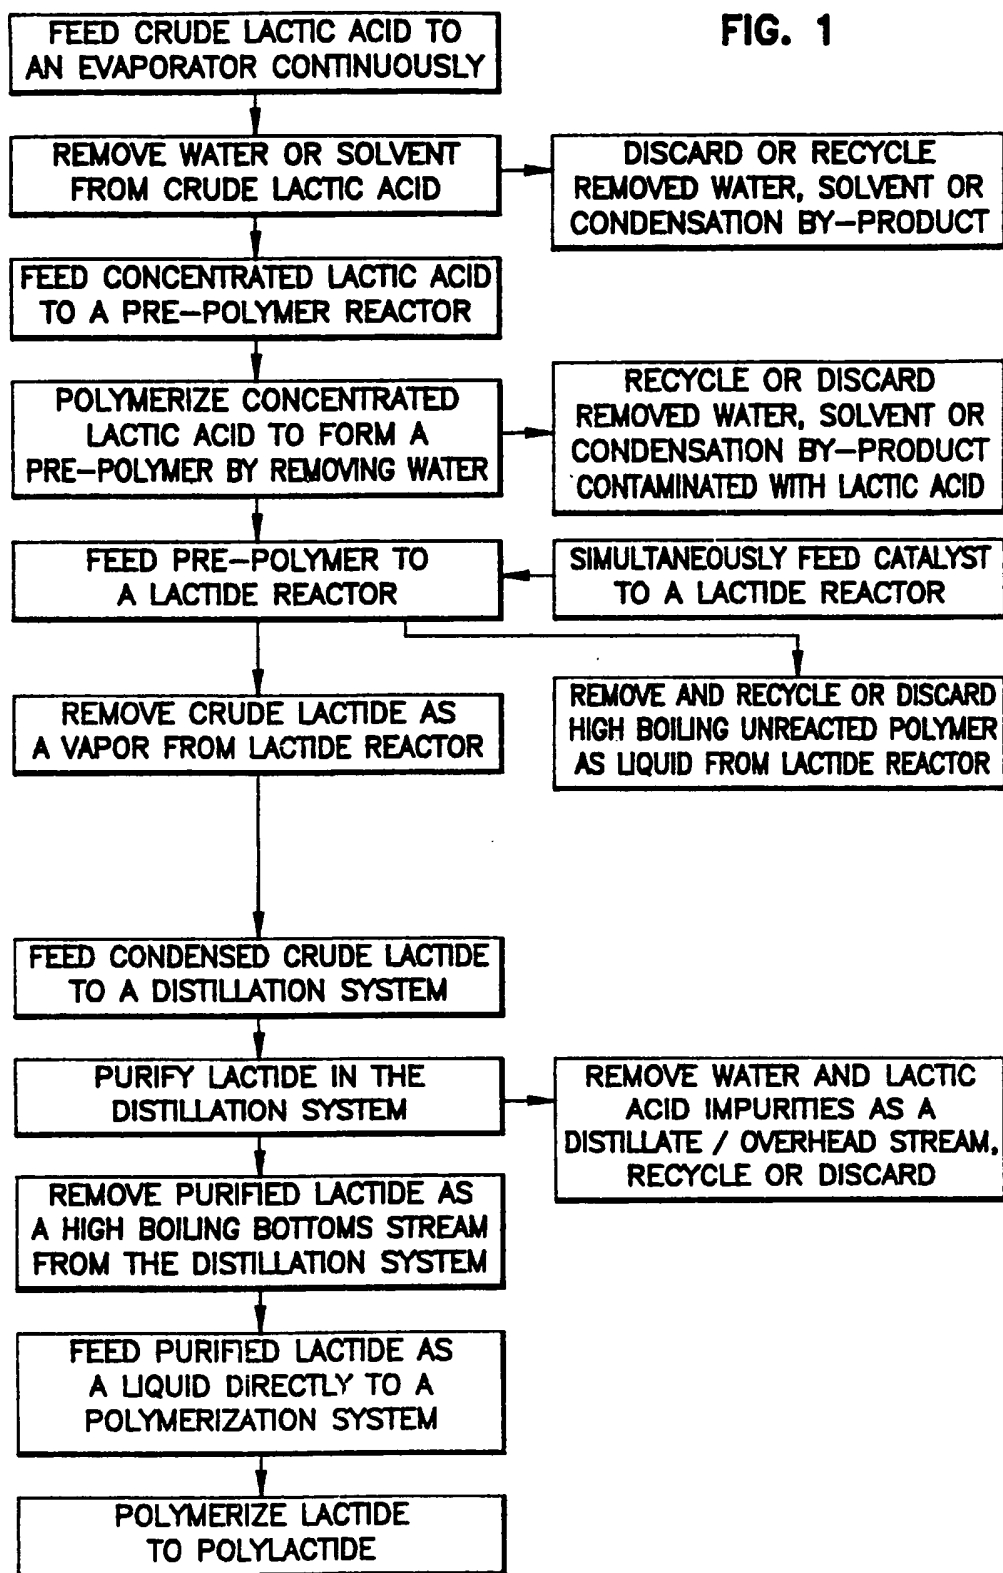 FIG. 1
FEED CRUDE LACTIC ACID TO
AN EVAPORATOR CONTINUOUSLY
REMOVE WATER OR SOLVENT
FROM CRUDE LACTIC ACID
DISCARD OR RECYCLE
REMOVED WATER, SOLVENT OR
CONDENSATION BY-PRODUCT
FEED CONCENTRATED LACTIC ACID
TO A PRE-POLYMER REACTOR
POLYMERIZE CONCENTRATED
LACTIC ACID TO FORM A
PRE-POLYMER BY REMOVING WATER
RECYCLE OR DISCARD
REMOVED WATER, SOLVENT OR
CONDENSATION BY-PRODUCT
CONTAMINATED WITH LACTIC ACID
FEED PRE-POLYMER TO
A LACTIDE REACTOR
SIMULTANEOUSLY FEED CATALYST
TO A LACTIDE REACTOR
REMOVE CRUDE LACTIDE AS
A VAPOR FROM LACTIDE REACTOR
REMOVE AND RECYCLE OR DISCARD
HIGH BOILING UNREACTED POLYMER
AS LIQUID FROM LACTIDE REACTOR
FEED CONDENSED CRUDE LACTIDE
TO A DISTILLATION SYSTEM
PURIFY LACTIDE IN THE
DISTILLATION SYSTEM
REMOVE WATER AND LACTIC
ACID IMPURITIES AS A
DISTILLATE / OVERHEAD STREAM,
RECYCLE OR DISCARD
REMOVE PURIFIED LACTIDE AS
A HIGH BOILING BOTTOMS STREAM
FROM THE DISTILLATION SYSTEM
FEED PURIFIED LACTIDE AS
A LIQUID DIRECTLY TO A
POLYMERIZATION SYSTEM
POLYMERIZE LACTIDE
TO POLYLACTIDE